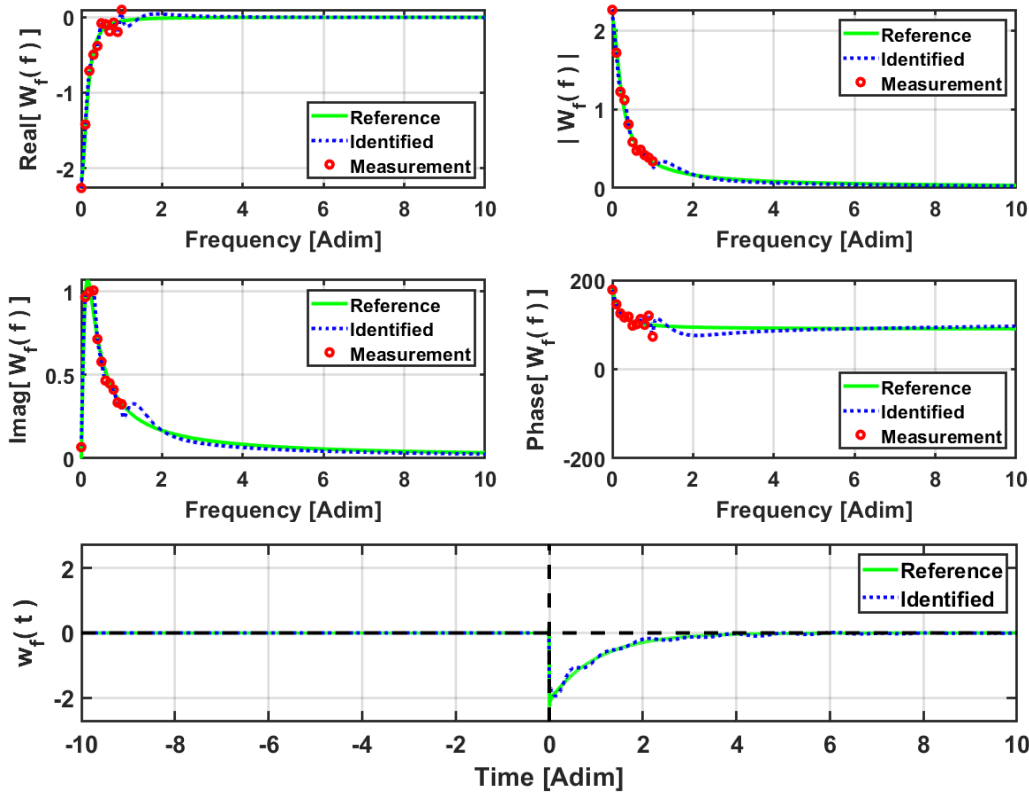 0
-1
-2
Real[ W_f( f ) ]
Reference
Identified
Measurement
0 2 4 6 8 10
Frequency [Adim]
2
1
0
| W_f( f ) |
Reference
Identified
Measurement
0 2 4 6 8 10
Frequency [Adim]
1
0.5
0
Imag[ W_f( f ) ]
Reference
Identified
Measurement
0 2 4 6 8 10
Frequency [Adim]
200
0
-200
Phase[ W_f( f ) ]
Reference
Identified
Measurement
0 2 4 6 8 10
Frequency [Adim]
2
0
-2
w_f( t )
Reference
Identified
-10 -8 -6 -4 -2 0 2 4 6 8 10
Time [Adim]